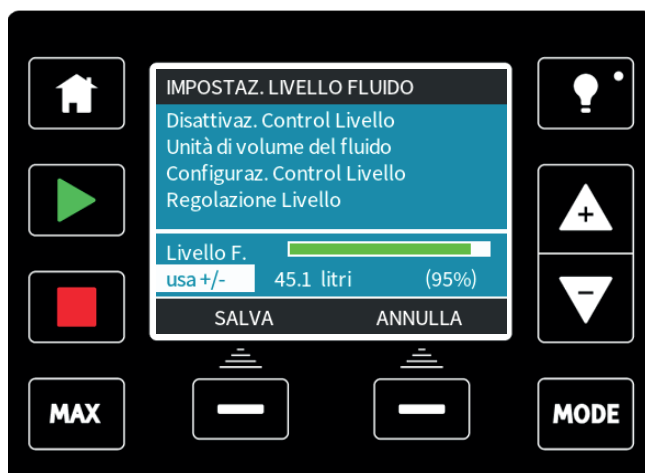 IMPOSTAZ. LIVELLO FLUIDO
Disattivaz. Control Livello
Unità di volume del fluido
Configuraz. Control Livello
Regolazione Livello
Livello F.
usa +/- 45.1 litri (95%)
SALVA ANNULLA
+
−
MAX
MODE